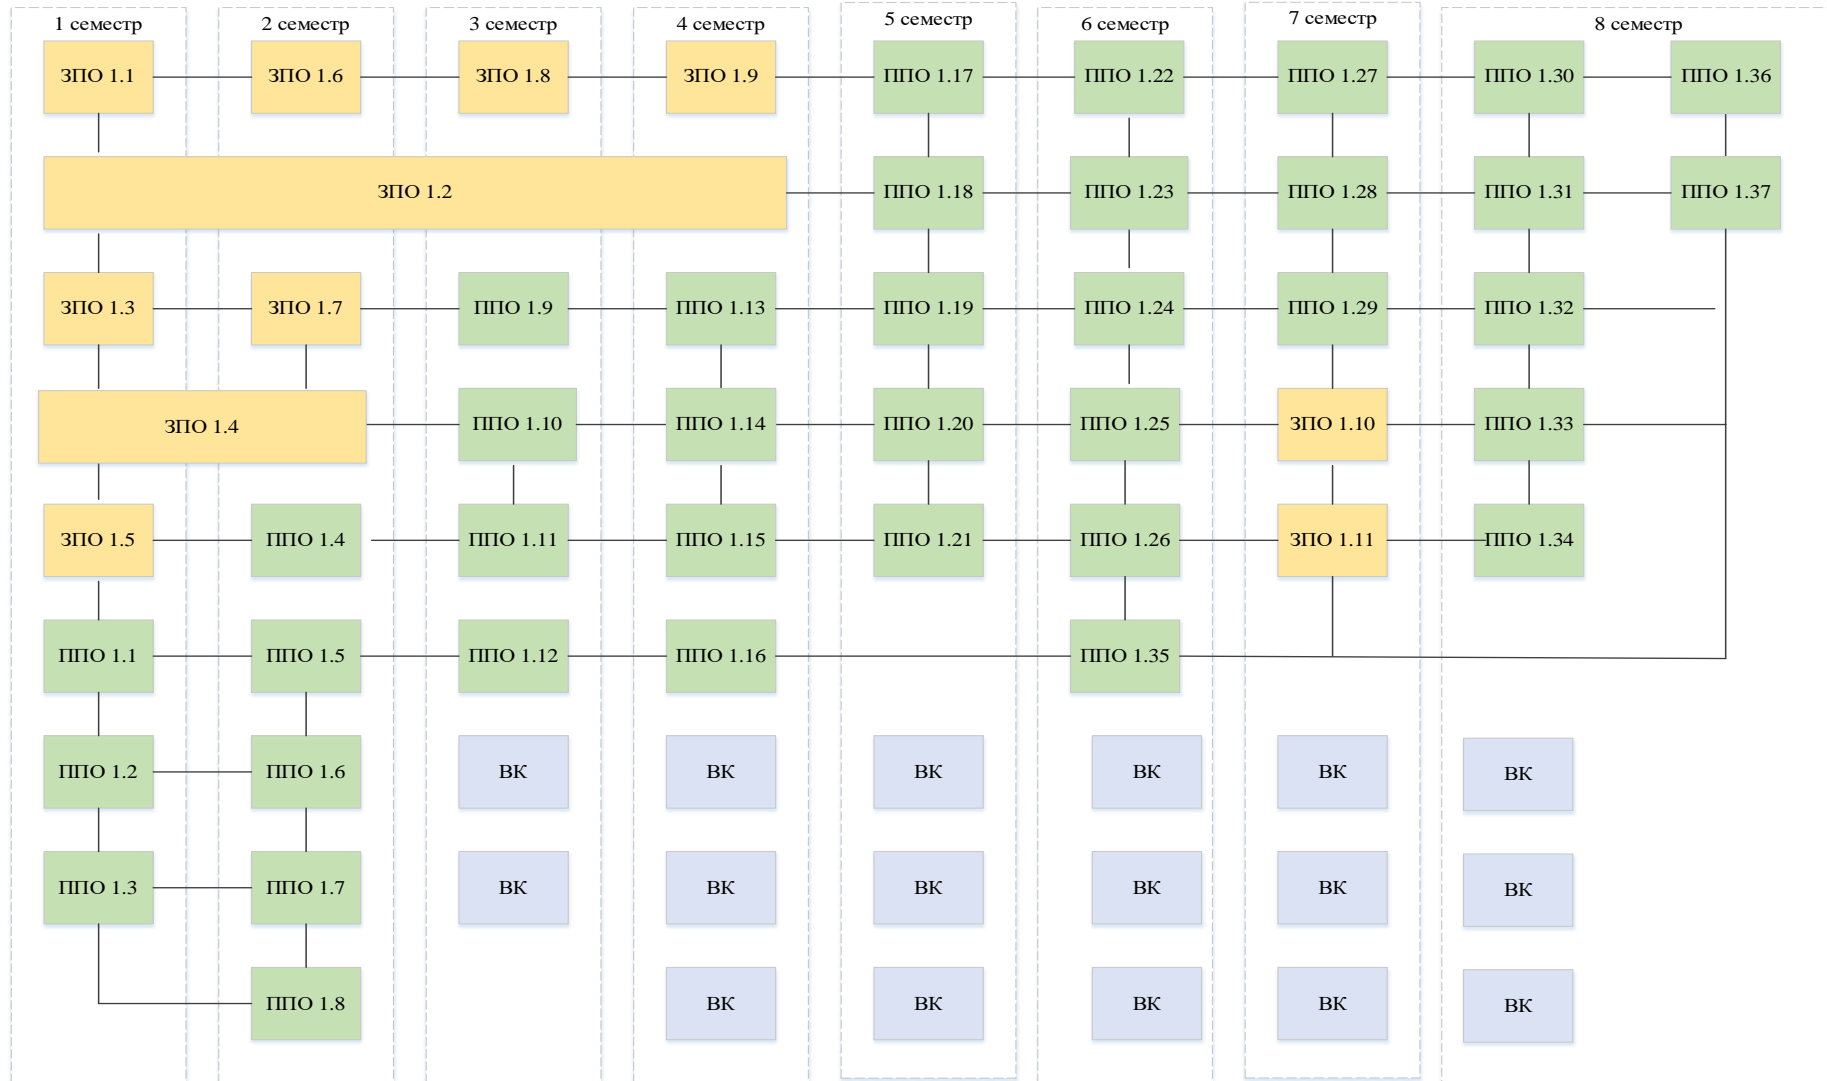 1 семестр
2 семестр
3 семестр
4 семестр
5 семестр
6 семестр
7 семестр
8 семестр
ЗПО 1.1
ЗПО 1.6
ЗПО 1.8
ЗПО 1.9
ППО 1.17
ППО 1.22
ППО 1.27
ППО 1.30
ППО 1.36
ЗПО 1.2
ППО 1.18
ППО 1.23
ППО 1.28
ППО 1.31
ППО 1.37
ЗПО 1.3
ЗПО 1.7
ППО 1.9
ППО 1.13
ППО 1.19
ППО 1.24
ППО 1.29
ППО 1.32
ЗПО 1.4
ППО 1.10
ППО 1.14
ППО 1.20
ППО 1.25
ЗПО 1.10
ППО 1.33
ЗПО 1.5
ППО 1.4
ППО 1.11
ППО 1.15
ППО 1.21
ППО 1.26
ЗПО 1.11
ППО 1.34
ППО 1.1
ППО 1.5
ППО 1.12
ППО 1.16
ППО 1.35
ППО 1.2
ППО 1.6
ВК
ВК
ВК
ВК
ВК
ВК
ППО 1.3
ППО 1.7
ВК
ВК
ВК
ВК
ВК
ВК
ППО 1.8
ВК
ВК
ВК
ВК
ВК